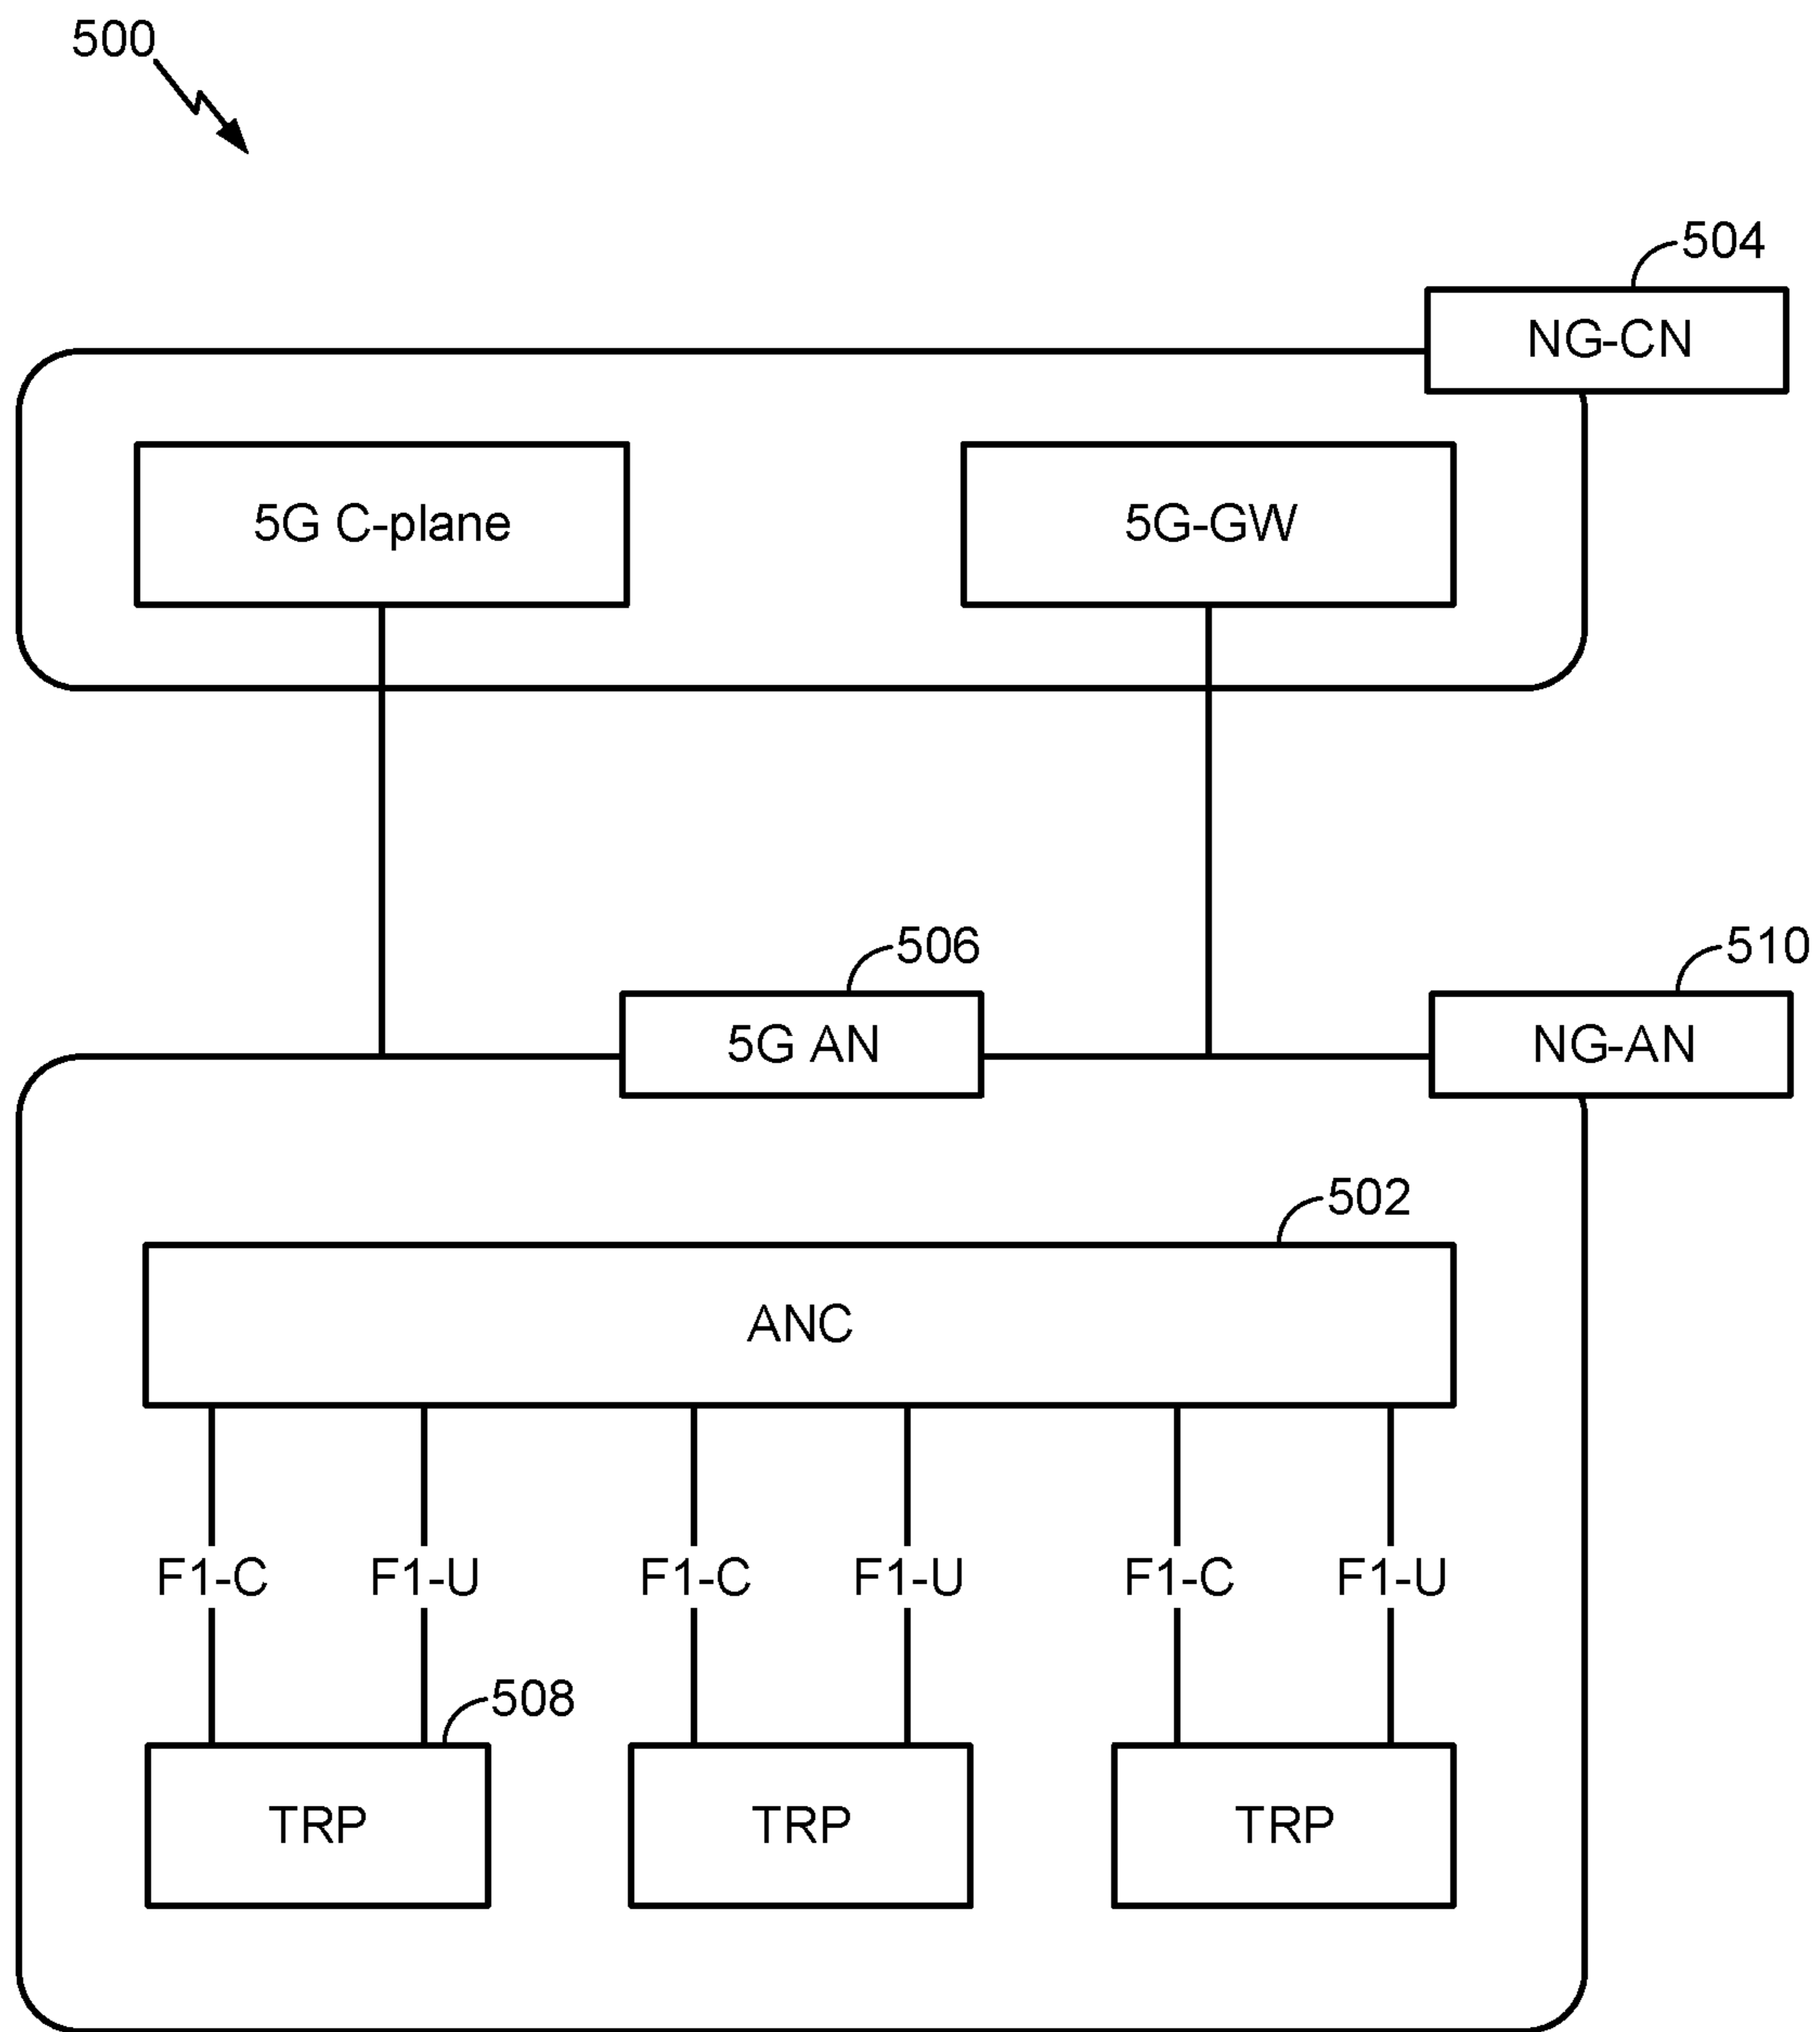 500
504
NG-CN
5G C-plane
5G-GW
506
510
5G AN
NG-AN
502
ANC
F1-C
F1-U
F1-C
F1-U
F1-C
F1-U
508
TRP
TRP
TRP